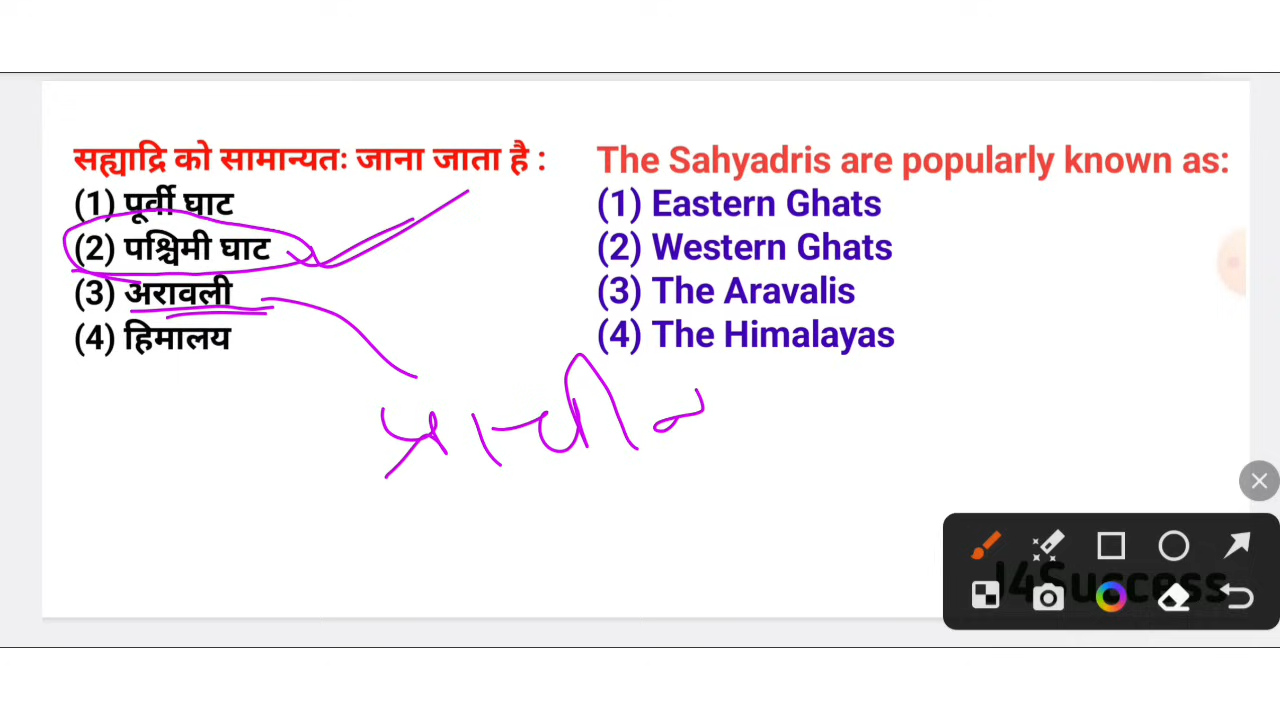 सह्याद्रि को सामान्यतः जाना जाता है :
(1) पूर्वी घाट
(2) पश्चिमी घाट
(3) अरावली
(4) हिमालय
The Sahyadris are popularly known as:
(1) Eastern Ghats
(2) Western Ghats
(3) The Aravalis
(4) The Himalayas
J4Success